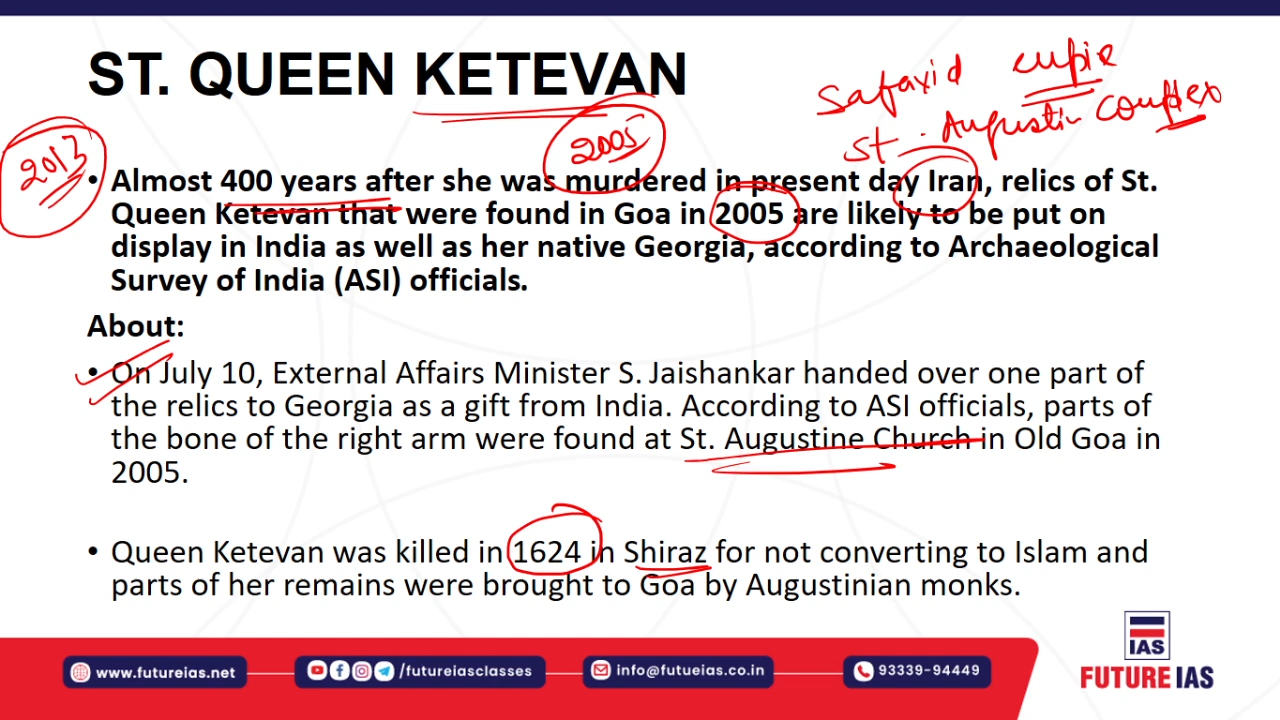 ST. QUEEN KETEVAN
Safavid empire
St. Augustin Complex
2013
2005
• Almost 400 years after she was murdered in present day Iran, relics of St.
Queen Ketevan that were found in Goa in 2005 are likely to be put on
display in India as well as her native Georgia, according to Archaeological
Survey of India (ASI) officials.
About:
• On July 10, External Affairs Minister S. Jaishankar handed over one part of
the relics to Georgia as a gift from India. According to ASI officials, parts of
the bone of the right arm were found at St. Augustine Church in Old Goa in
2005.
• Queen Ketevan was killed in 1624 in Shiraz for not converting to Islam and
parts of her remains were brought to Goa by Augustinian monks.
IAS
FUTURE IAS
www.futureias.net
/futureiasclasses
info@futueias.co.in
93339-94449